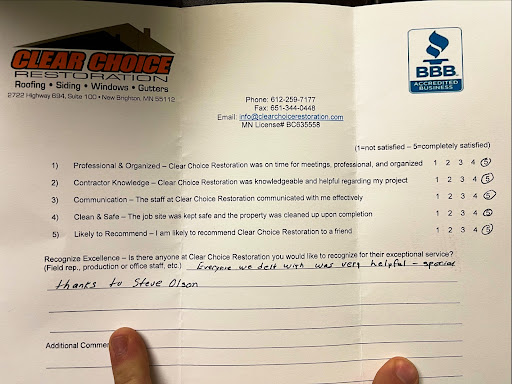 CLEAR CHOICE
RESTORATION
Roofing • Siding • Windows • Gutters
2722 Highway 694, Suite 100 • New Brighton, MN 55112
BBB
ACCREDITED
BUSINESS
Phone: 612-259-7177
Fax: 651-344-0448
Email: info@clearchoicerestoration.com
MN License# BC635558
(1=not satisfied – 5=completely satisfied)
1) Professional & Organized – Clear Choice Restoration was on time for meetings, professional, and organized 1 2 3 4 5
2) Contractor Knowledge – Clear Choice Restoration was knowledgeable and helpful regarding my project 1 2 3 4 5
3) Communication – The staff at Clear Choice Restoration communicated with me effectively 1 2 3 4 5
4) Clean & Safe – The job site was kept safe and the property was cleaned up upon completion 1 2 3 4 5
5) Likely to Recommend – I am likely to recommend Clear Choice Restoration to a friend 1 2 3 4 5
Recognize Excellence – Is there anyone at Clear Choice Restoration you would like to recognize for their exceptional service?
(Field rep., production or office staff, etc.) Everyone we delt with was very helpful – special
thanks to Steve Olson
Additional Comme